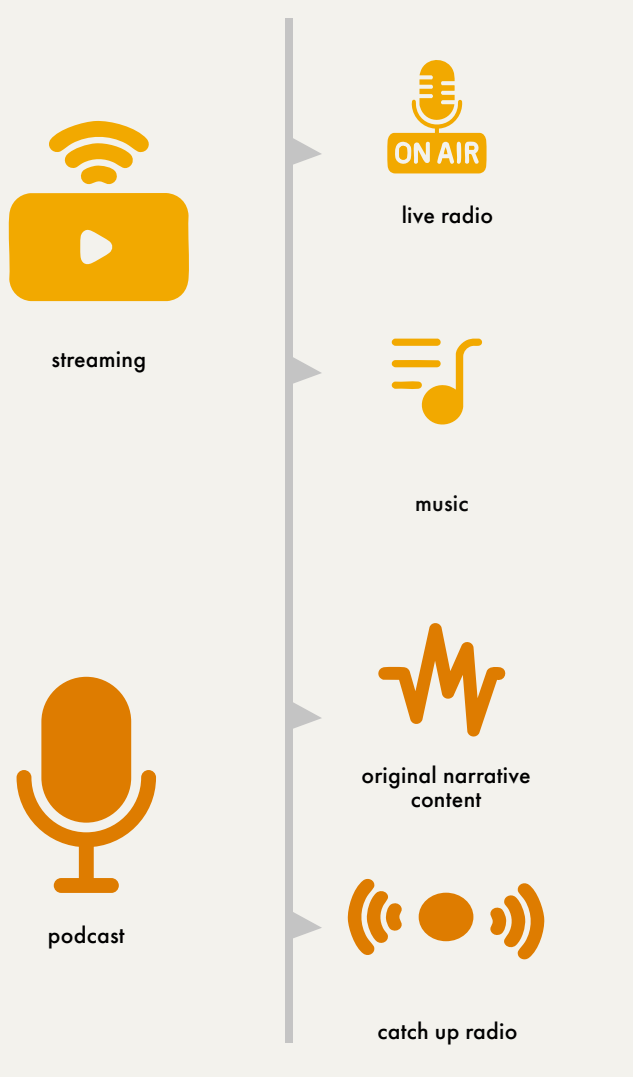 ON AIR
live radio
streaming
music
original narrative
content
podcast
catch up radio